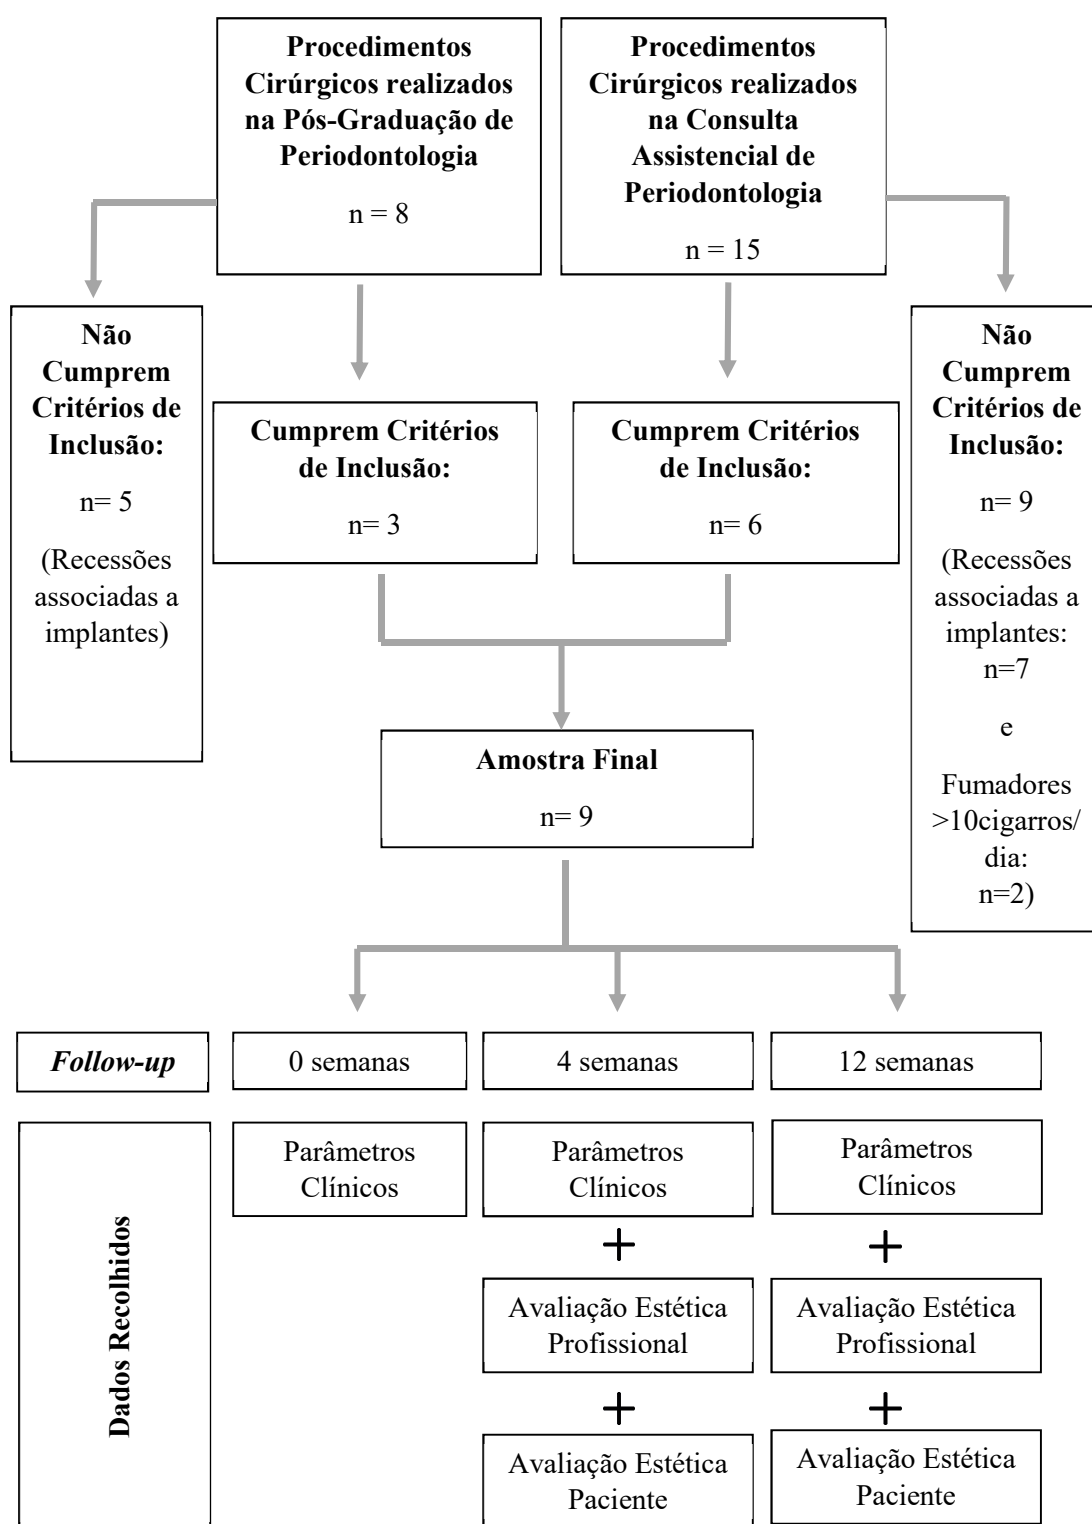 Procedimentos
Cirúrgicos realizados
na Pós-Graduação de
Periodontologia
n = 8
Procedimentos
Cirúrgicos realizados
na Consulta
Assistencial de
Periodontologia
n = 15
Não
Cumprem
Critérios de
Inclusão:
n= 5
(Recessões
associadas a
implantes)
Cumprem Critérios
de Inclusão:
n= 3
Cumprem Critérios
de Inclusão:
n= 6
Não
Cumprem
Critérios de
Inclusão:
n= 9
(Recessões
associadas a
implantes:
n=7
e
Fumadores
>10cigarros/
dia:
n=2)
Amostra Final
n= 9
Follow-up
0 semanas
4 semanas
12 semanas
Dados Recolhidos
Parâmetros
Clínicos
Parâmetros
Clínicos
+
Avaliação Estética
Profissional
+
Avaliação Estética
Paciente
Parâmetros
Clínicos
+
Avaliação Estética
Profissional
+
Avaliação Estética
Paciente